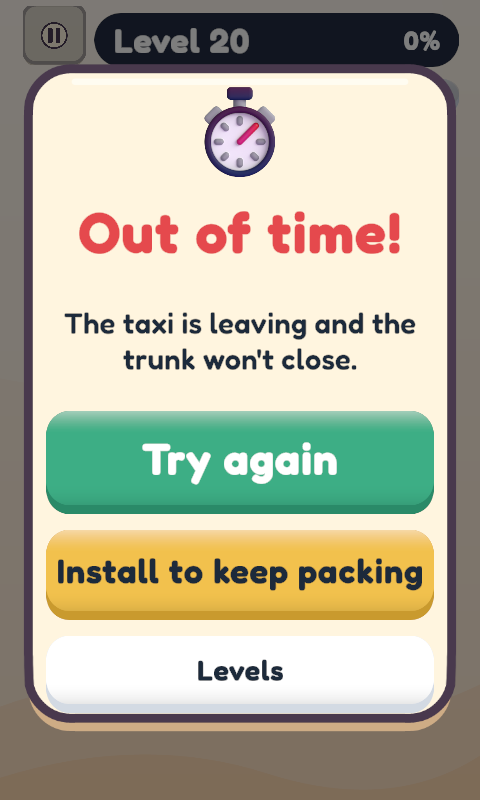 Level 20
0%
Out of time!
The taxi is leaving and the
trunk won't close.
Try again
Install to keep packing
Levels